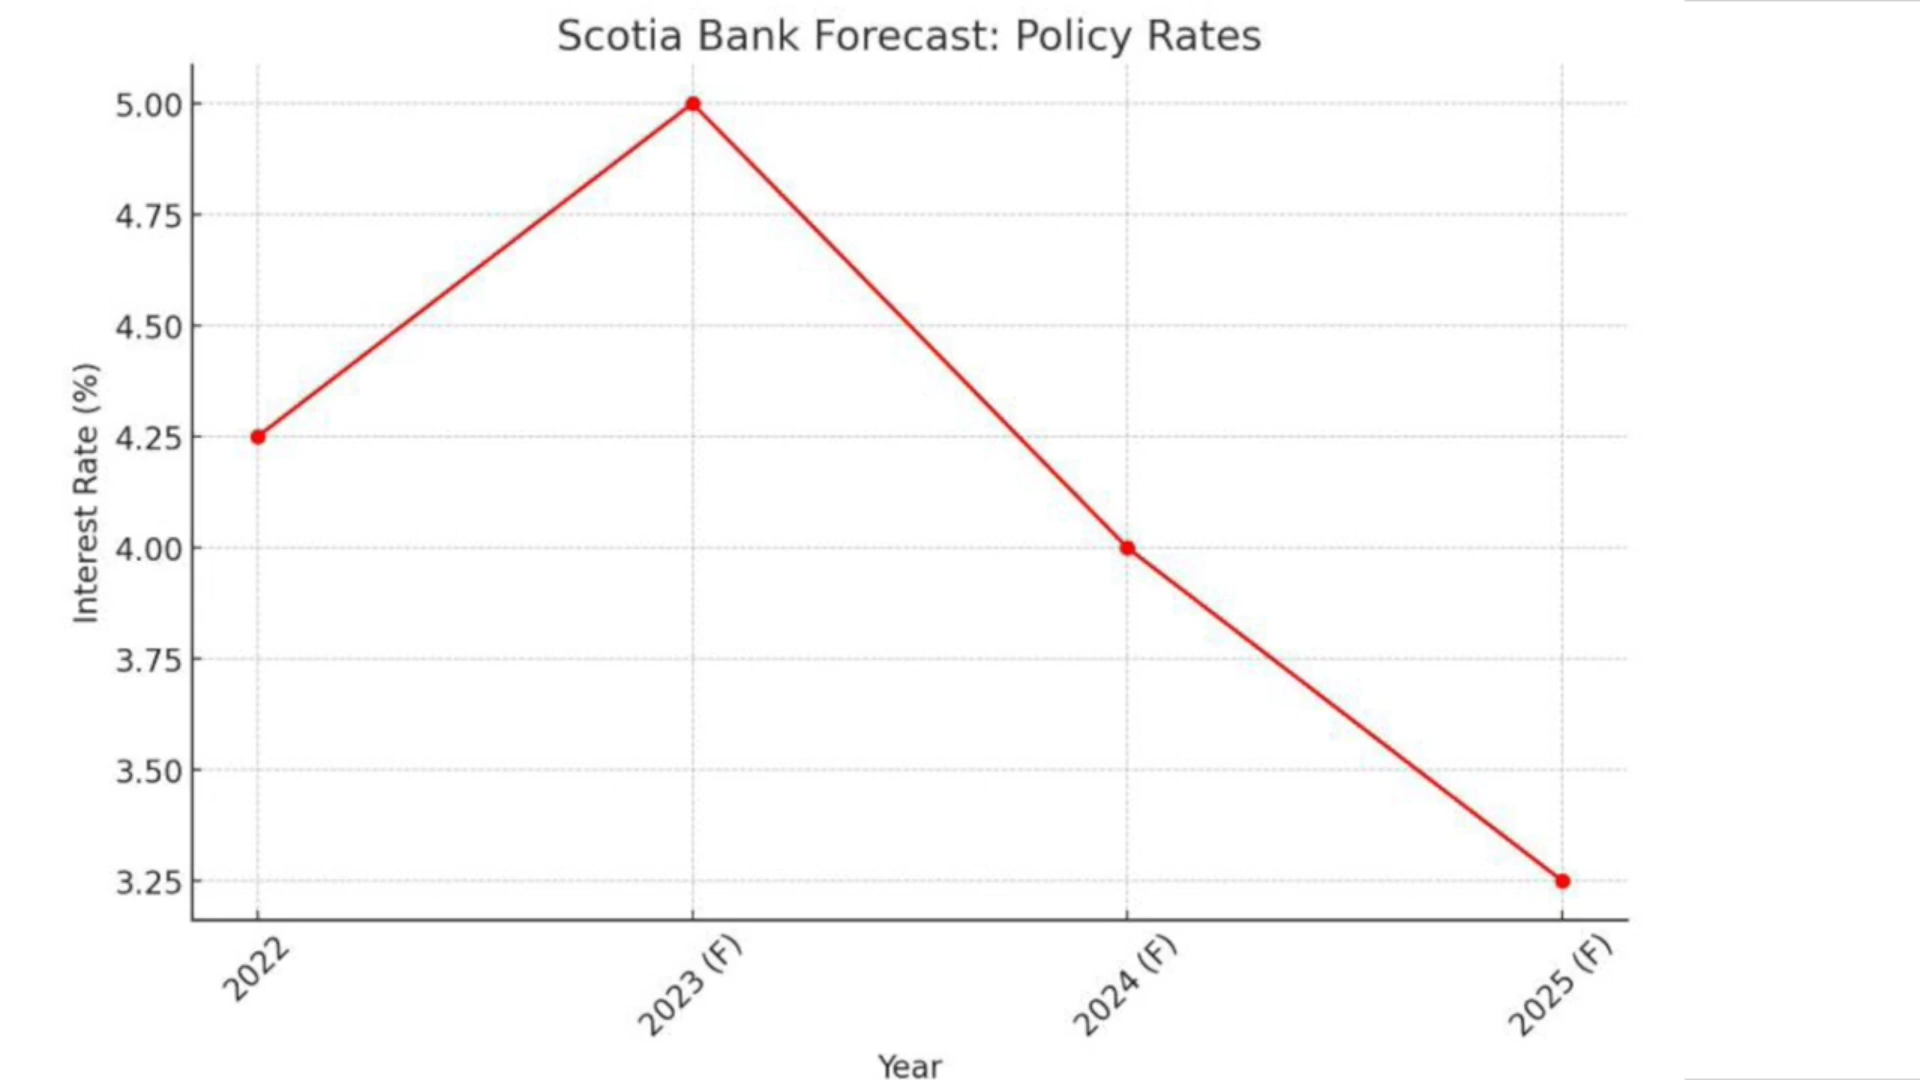 Scotia Bank Forecast: Policy Rates
Interest Rate (%)
5.00
4.75
4.50
4.25
4.00
3.75
3.50
3.25
2022
2023 (F)
2024 (F)
2025 (F)
Year